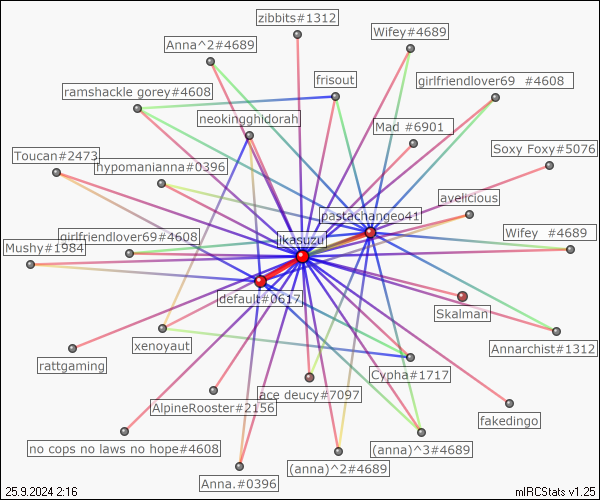 zibbits#1312
Wifey#4689
Anna^2#4689
frisout
girlfriendlover69 #4608
ramshackle gorey#4608
neokingghidorah
Mad #6901
Soxy Foxy#5076
Toucan#2473
hypomanianna#0396
avelicious
pastachangeo41
girlfriendlover69#4608
ikasuzu
Wifey #4689
Mushy#1984
default#0617
Skalman
xenoyaut
Annarchist#1312
rattgaming
Cypha#1717
ace deucy#7097
AlpineRooster#2156
fakedingo
no cops no laws no hope#4608
(anna)^3#4689
(anna)^2#4689
Anna.#0396
25.9.2024 2:16
mIRCStats v1.25